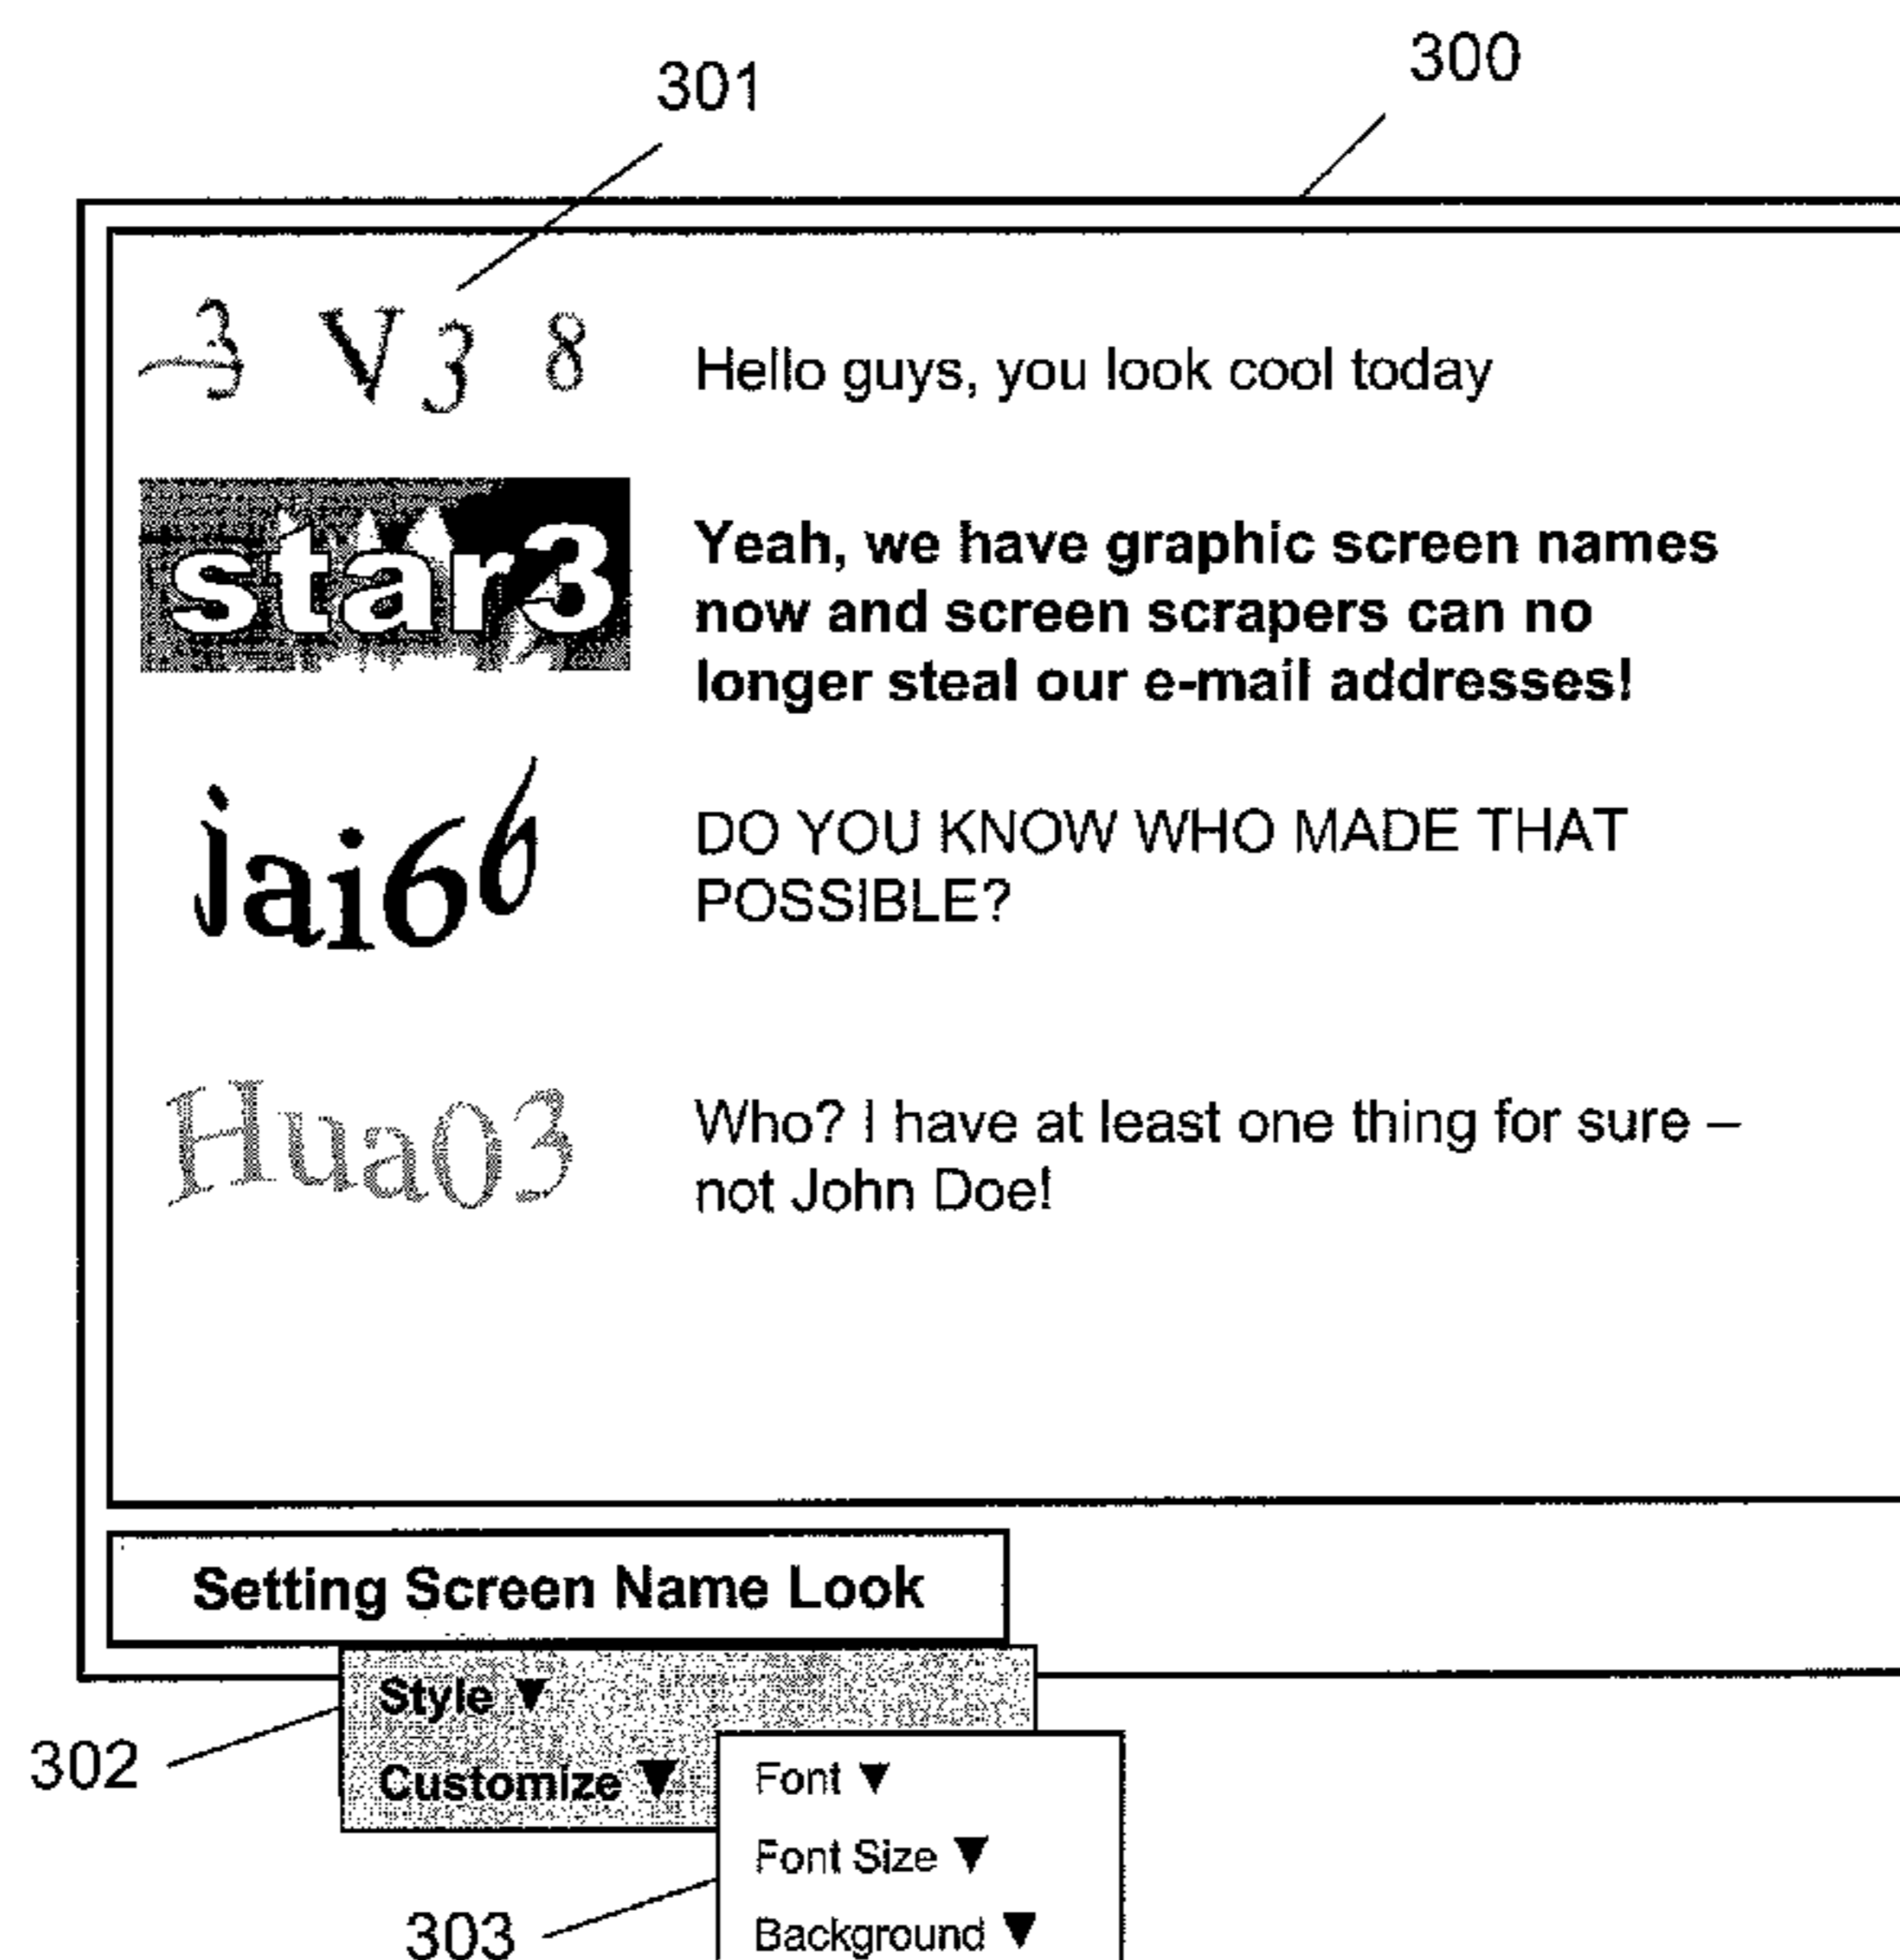 301
300
3 V 3 8
Hello guys, you look cool today
star3
Yeah, we have graphic screen names
now and screen scrapers can no
longer steal our e-mail addresses!
jai66
DO YOU KNOW WHO MADE THAT
POSSIBLE?
Hua03
Who? I have at least one thing for sure –
not John Doe!
Setting Screen Name Look
Style ▼
302
Customize ▼
Font ▼
Font Size ▼
303
Background ▼